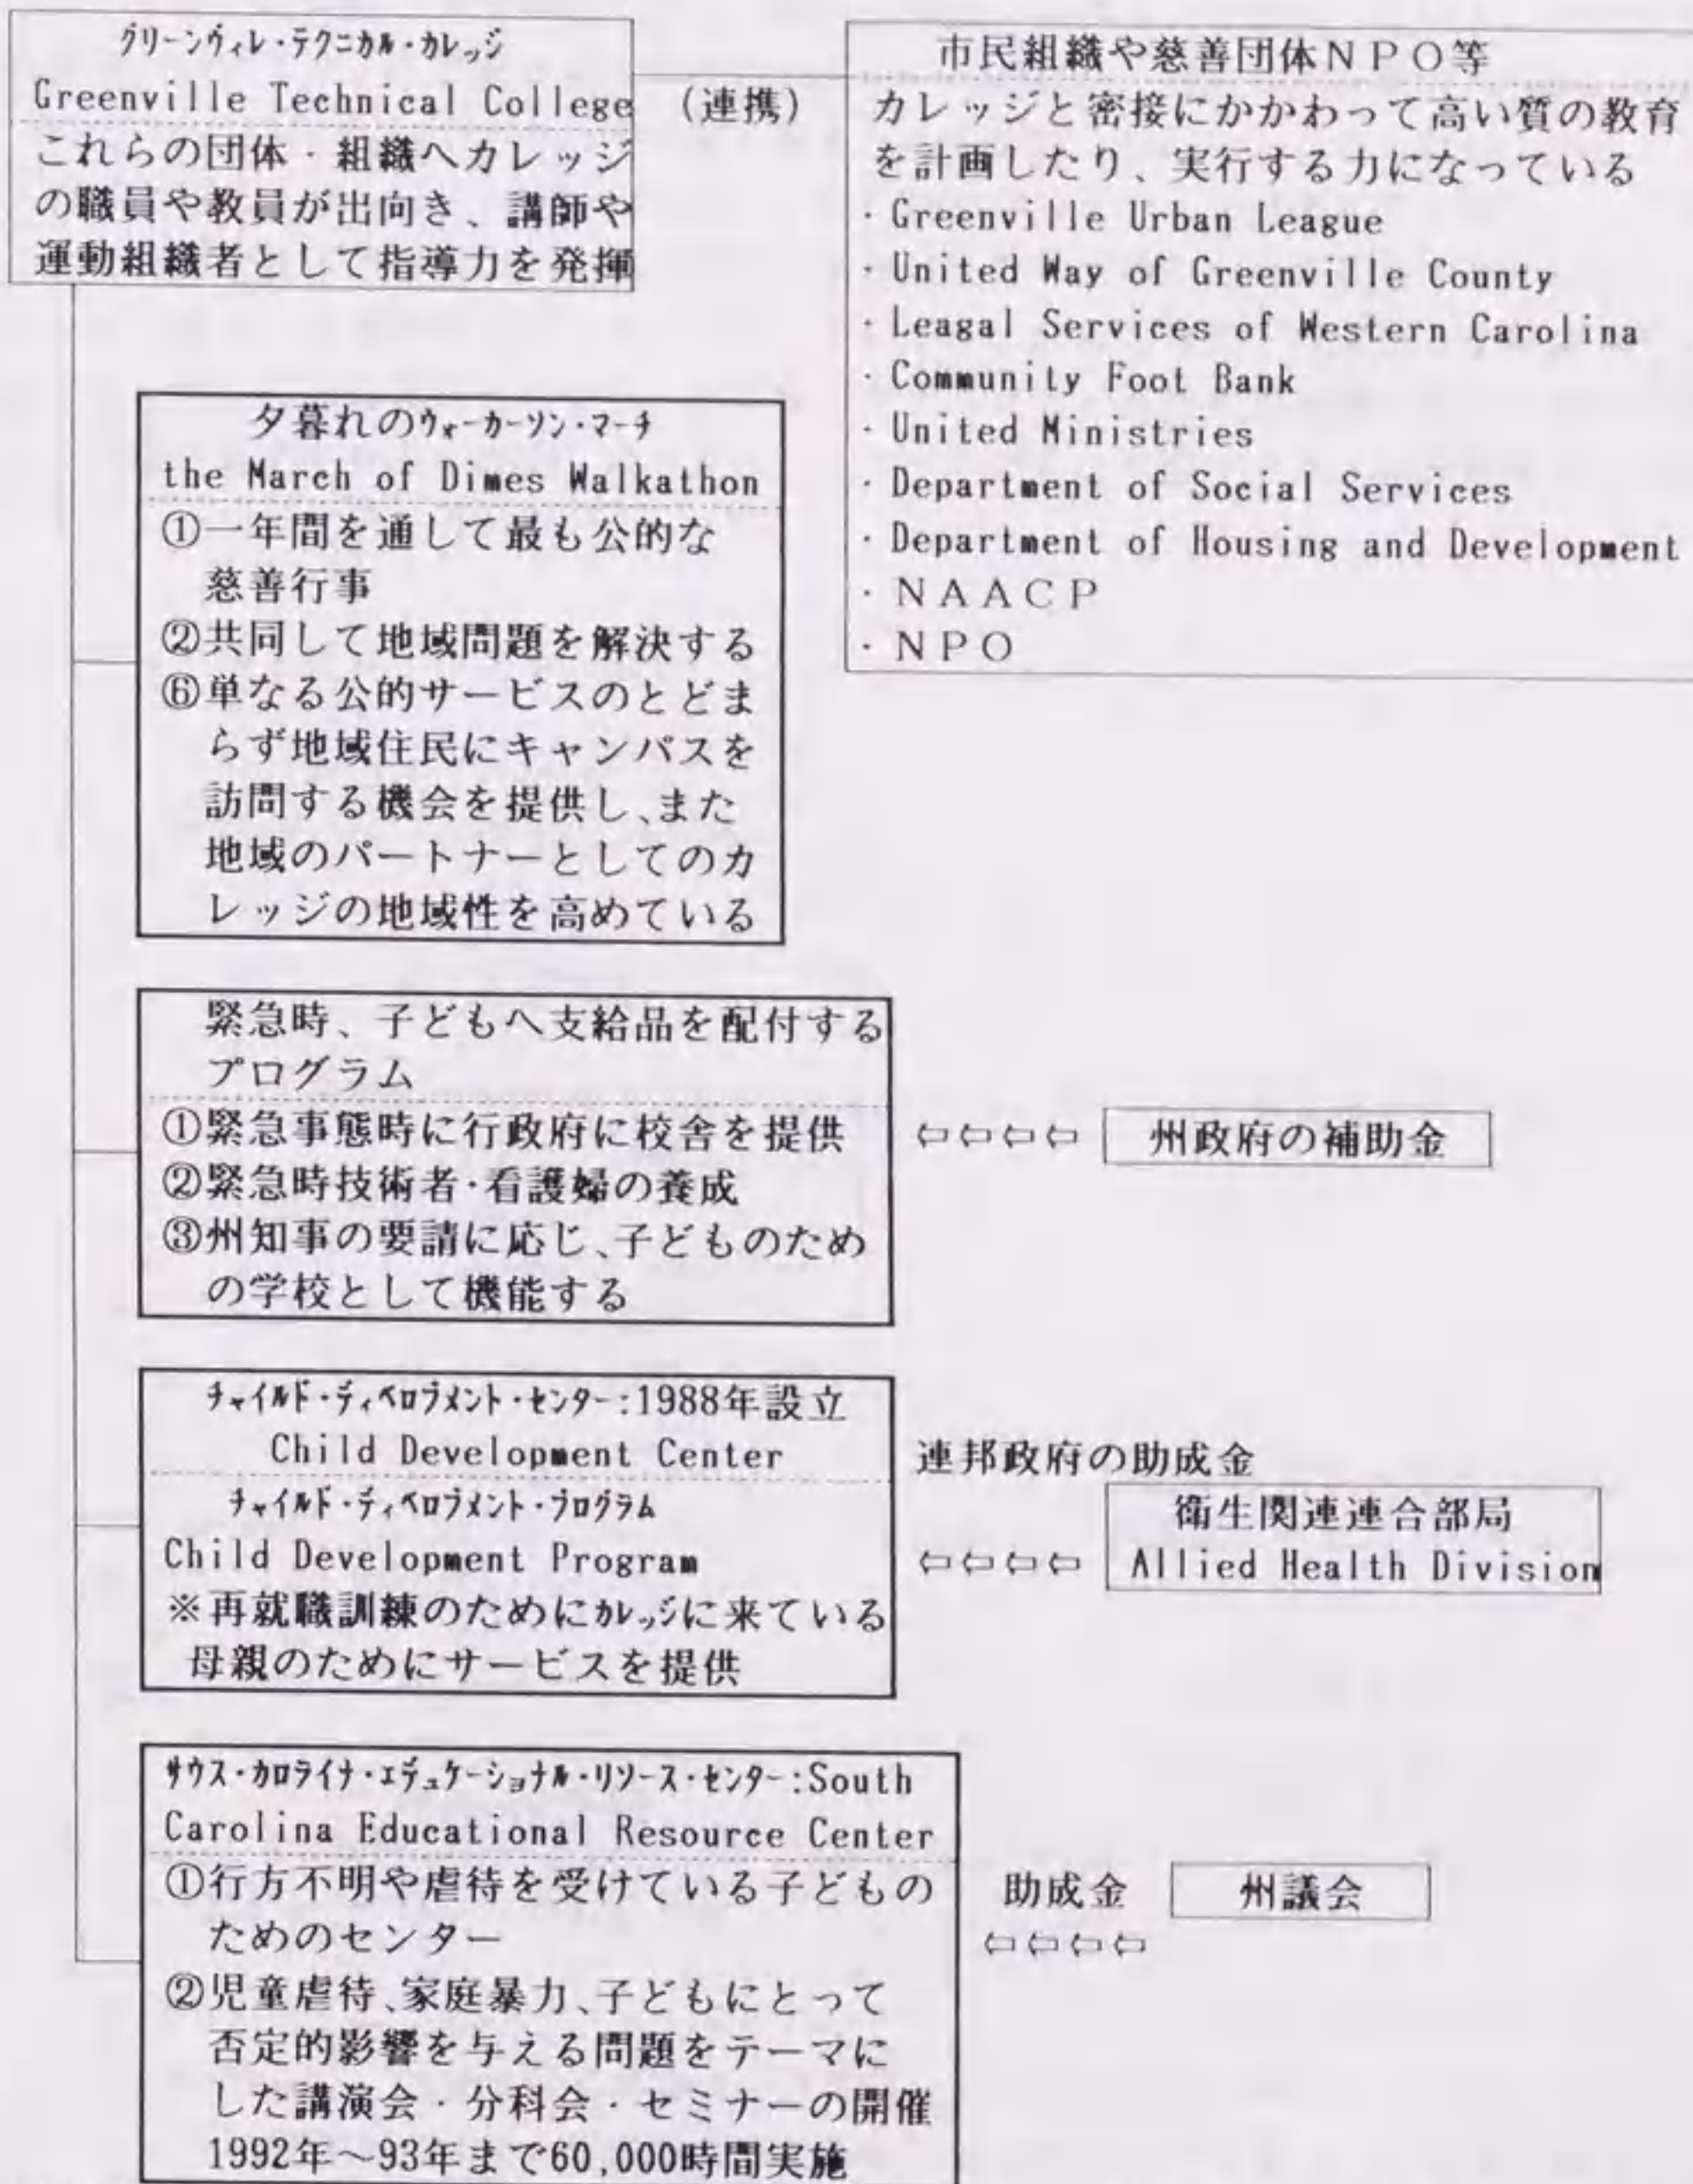 グリーンヴィレ・テクニカル・カレッジ
Greenville Technical College
これらの団体・組織へカレッジ
の職員や教員が出向き、講師や
運動組織者として指導力を発揮
(連携)
市民組織や慈善団体NPO等
カレッジと密接にかかわって高い質の教育
を計画したり、実行する力になっている
・Greenville Urban League
・United Way of Greenville County
・Leagal Services of Western Carolina
・Community Foot Bank
・United Ministries
・Department of Social Services
・Department of Housing and Development
・NAACP
・NPO
夕暮れのウォーカーソン・マーチ
the March of Dimes Walkathon
①一年間を通して最も公的な
慈善行事
②共同して地域問題を解決する
⑥単なる公的サービスのとどま
らず地域住民にキャンパスを
訪問する機会を提供し、また
地域のパートナーとしてのカ
レッジの地域性を高めている
緊急時、子どもへ支給品を配付する
プログラム
①緊急事態時に行政府に校舎を提供
②緊急時技術者・看護婦の養成
③州知事の要請に応じ、子どものため
の学校として機能する
⇦⇦⇦⇦ 州政府の補助金
チャイルド・ディベロプメント・センター:1988年設立
Child Development Center
チャイルド・ディベロプメント・プログラム
Child Development Program
※再就職訓練のためにカレッジに来ている
母親のためにサービスを提供
連邦政府の助成金
衛生関連連合部局
⇦⇦⇦⇦ Allied Health Division
サウス・カロライナ・エデュケーショナル・リソース・センター:South
Carolina Educational Resource Center
①行方不明や虐待を受けている子どもの
ためのセンター
②児童虐待、家庭暴力、子どもにとって
否定的影響を与える問題をテーマに
した講演会・分科会・セミナーの開催
1992年～93年まで60,000時間実施
助成金 州議会
⇦⇦⇦⇦